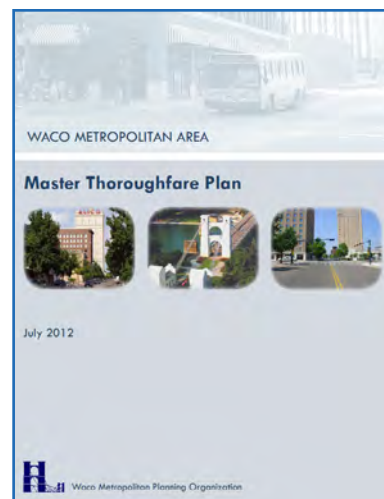 WACO METROPOLITAN AREA
Master Thoroughfare Plan
July 2012
Waco Metropolitan Planning Organization